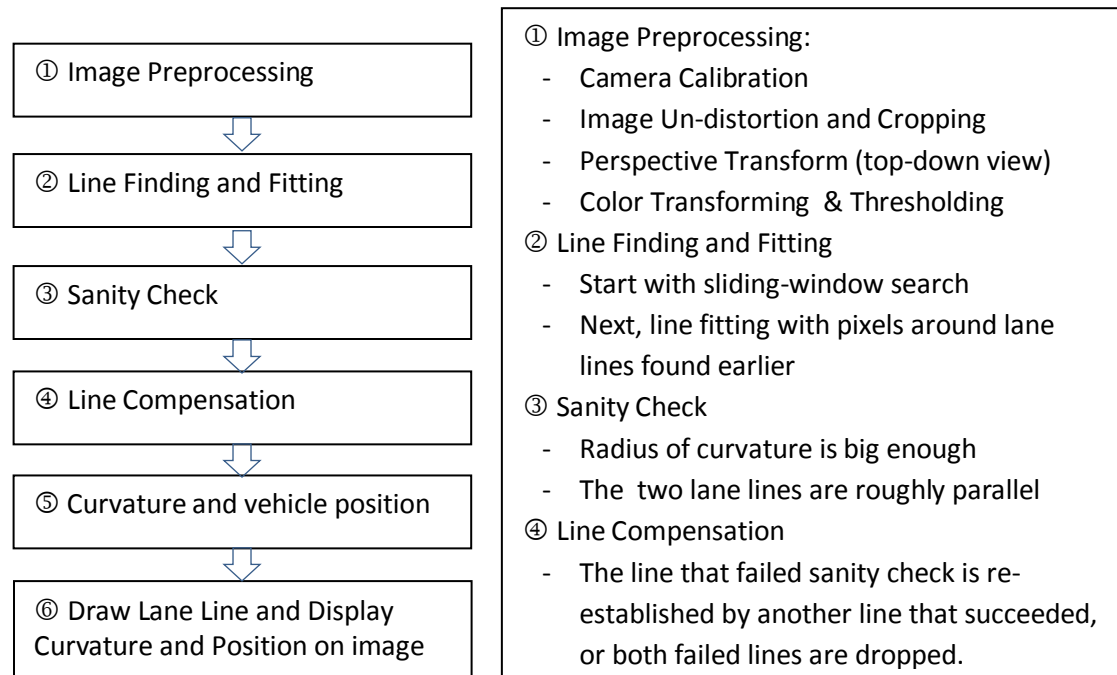 ① Image Preprocessing
② Line Finding and Fitting
③ Sanity Check
④ Line Compensation
⑤ Curvature and vehicle position
⑥ Draw Lane Line and Display
Curvature and Position on image
① Image Preprocessing:
- Camera Calibration
- Image Un-distortion and Cropping
- Perspective Transform (top-down view)
- Color Transforming & Thresholding
② Line Finding and Fitting
- Start with sliding-window search
- Next, line fitting with pixels around lane
lines found earlier
③ Sanity Check
- Radius of curvature is big enough
- The two lane lines are roughly parallel
④ Line Compensation
- The line that failed sanity check is re-
established by another line that succeeded,
or both failed lines are dropped.